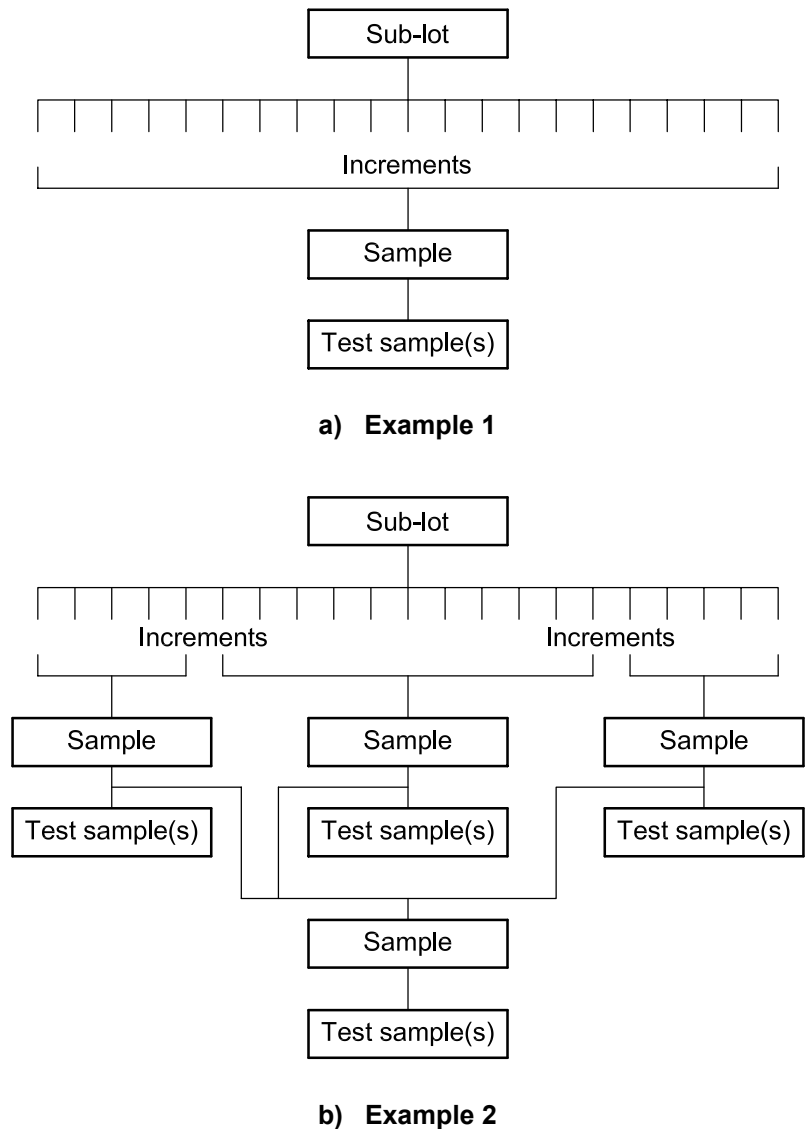 Sub-lot
Increments
Sample
Test sample(s)
a) Example 1
Sub-lot
Increments Increments
Sample Sample Sample
Test sample(s) Test sample(s) Test sample(s)
Sample
Test sample(s)
b) Example 2